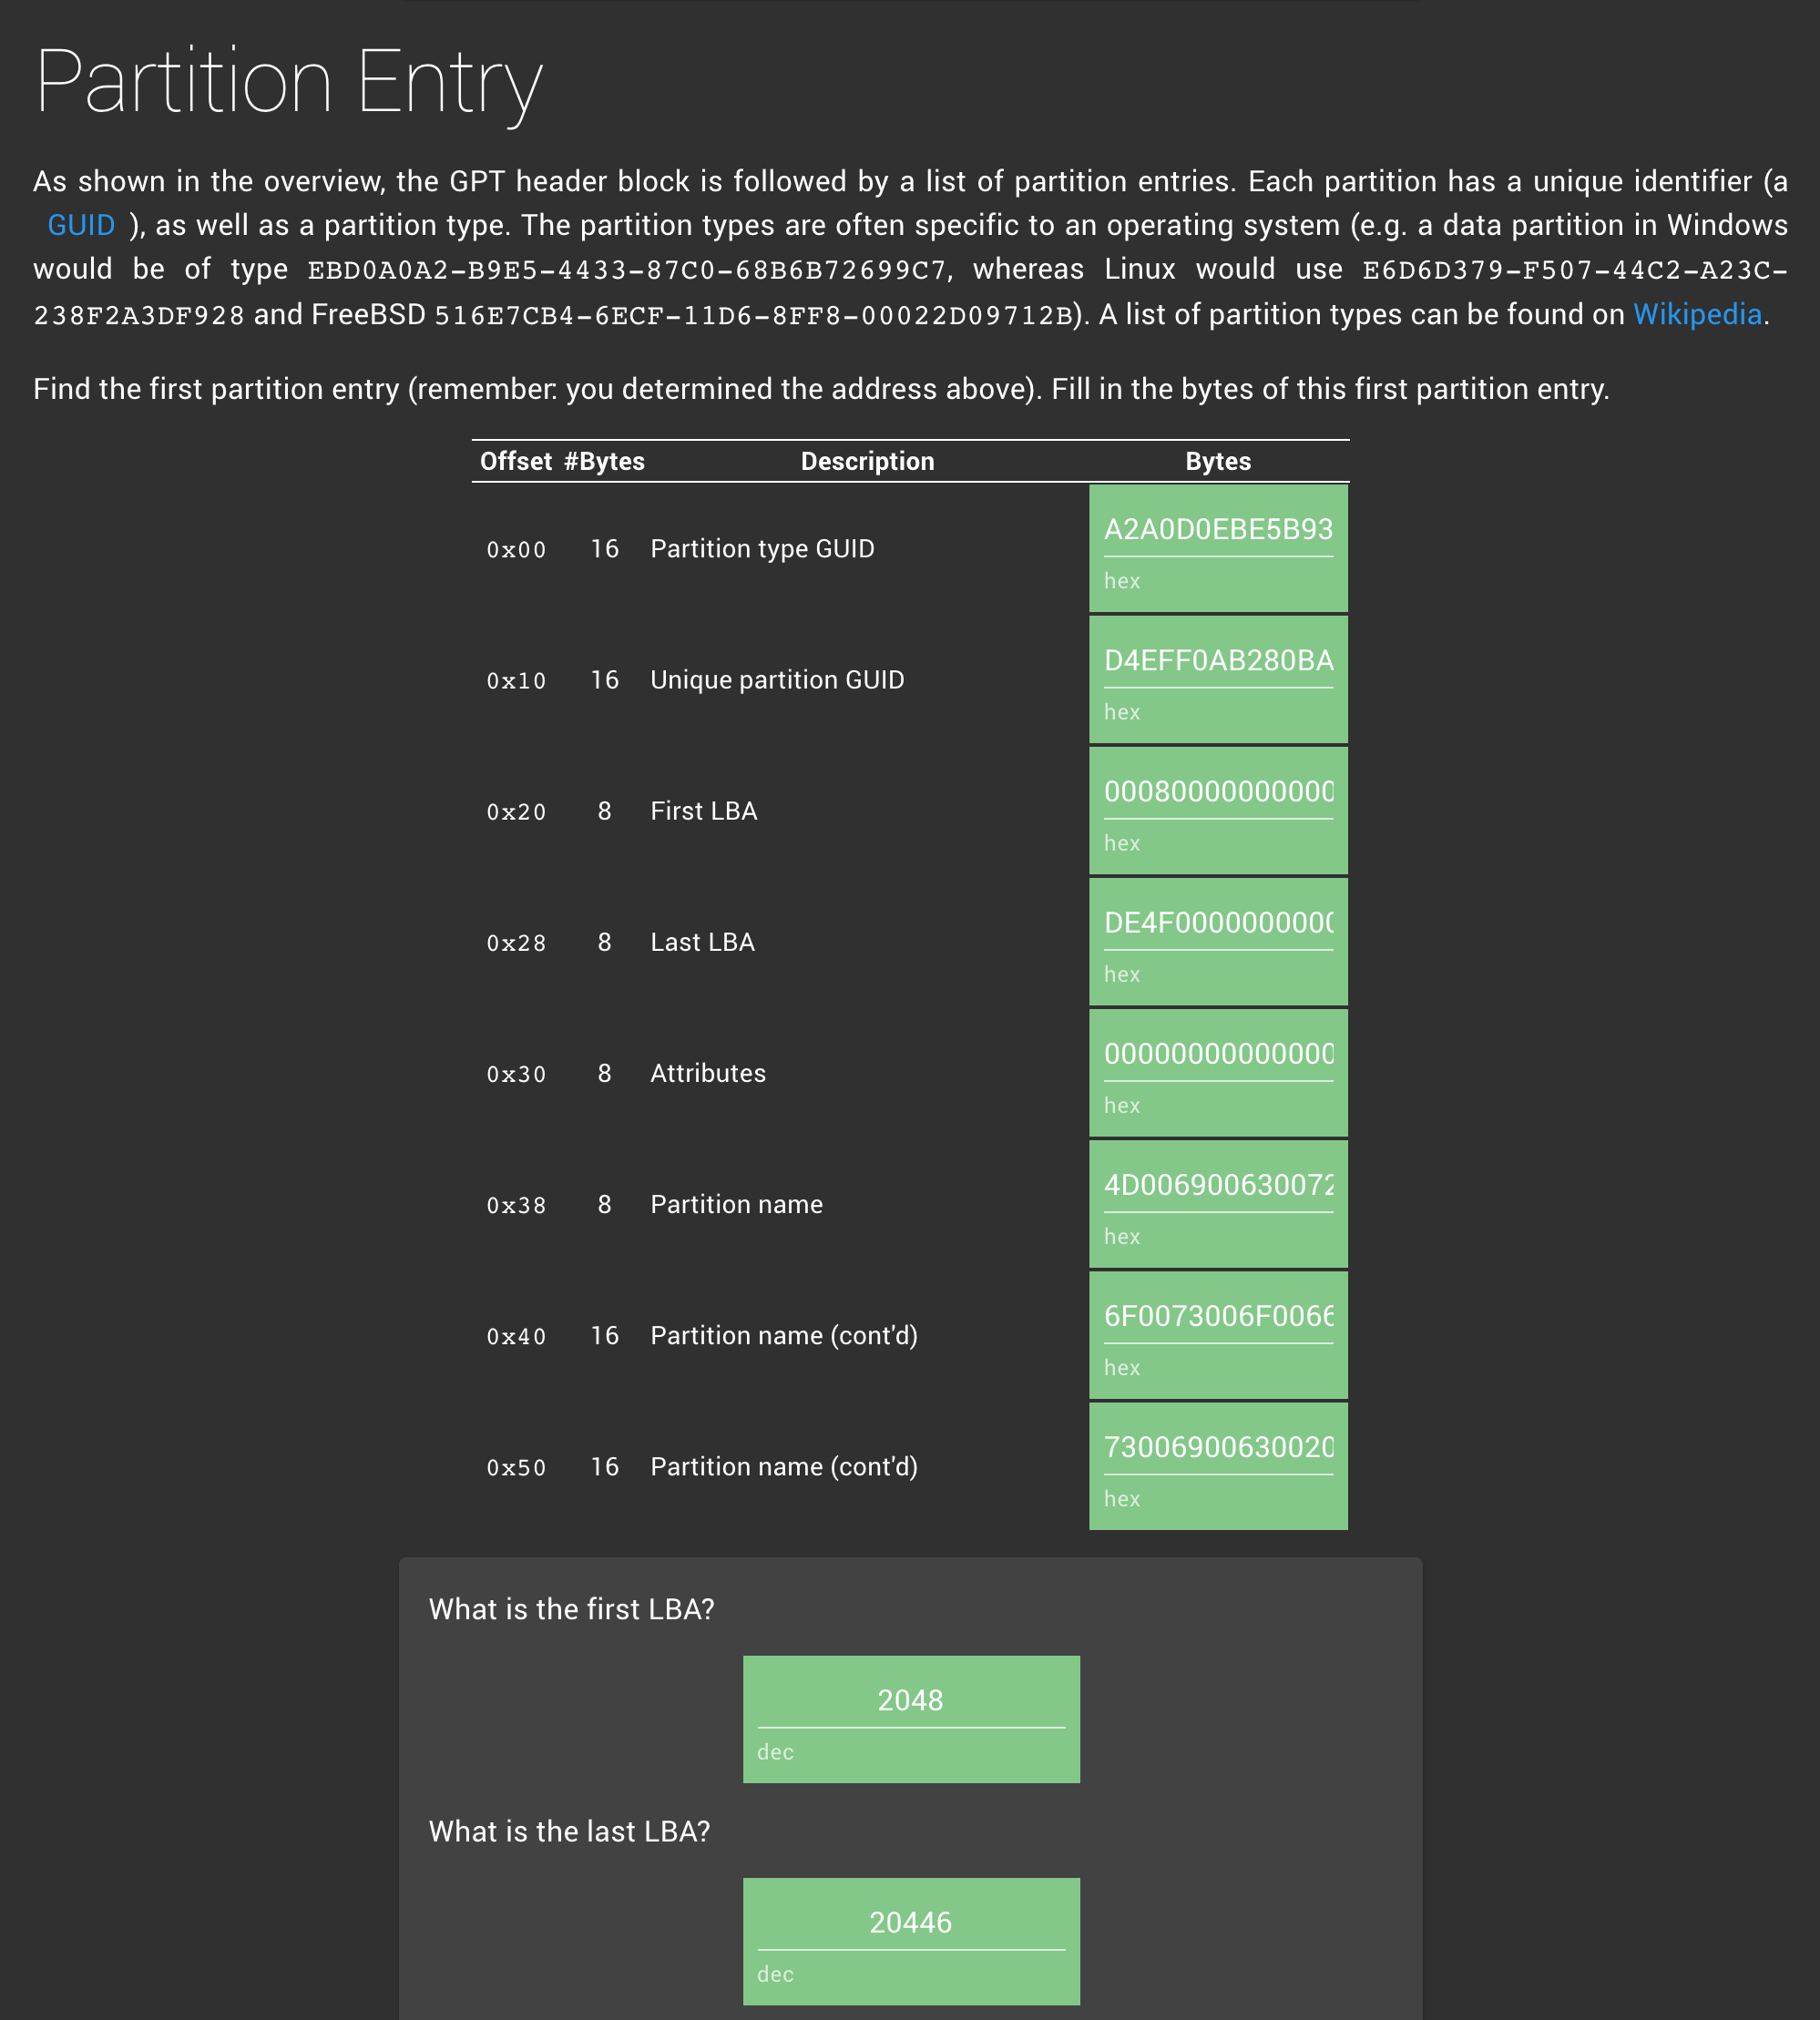 Partition Entry
As shown in the overview, the GPT header block is followed by a list of partition entries. Each partition has a unique identifier (a
GUID ), as well as a partition type. The partition types are often specific to an operating system (e.g. a data partition in Windows
would be of type EBD0A0A2-B9E5-4433-87C0-68B6B72699C7, whereas Linux would use E6D6D379-F507-44C2-A23C-
238F2A3DF928 and FreeBSD 516E7CB4-6ECF-11D6-8FF8-00022D09712B). A list of partition types can be found on Wikipedia.
Find the first partition entry (remember: you determined the address above). Fill in the bytes of this first partition entry.
Offset #Bytes Description Bytes
0x00 16 Partition type GUID A2A0D0EBE5B93
hex
0x10 16 Unique partition GUID D4EFF0AB280BA
hex
0x20 8 First LBA 00080000000000
hex
0x28 8 Last LBA DE4F0000000000
hex
0x30 8 Attributes 00000000000000
hex
0x38 8 Partition name 4D006900630072
hex
0x40 16 Partition name (cont'd) 6F0073006F0066
hex
0x50 16 Partition name (cont'd) 73006900630020
hex
What is the first LBA?
2048
dec
What is the last LBA?
20446
dec